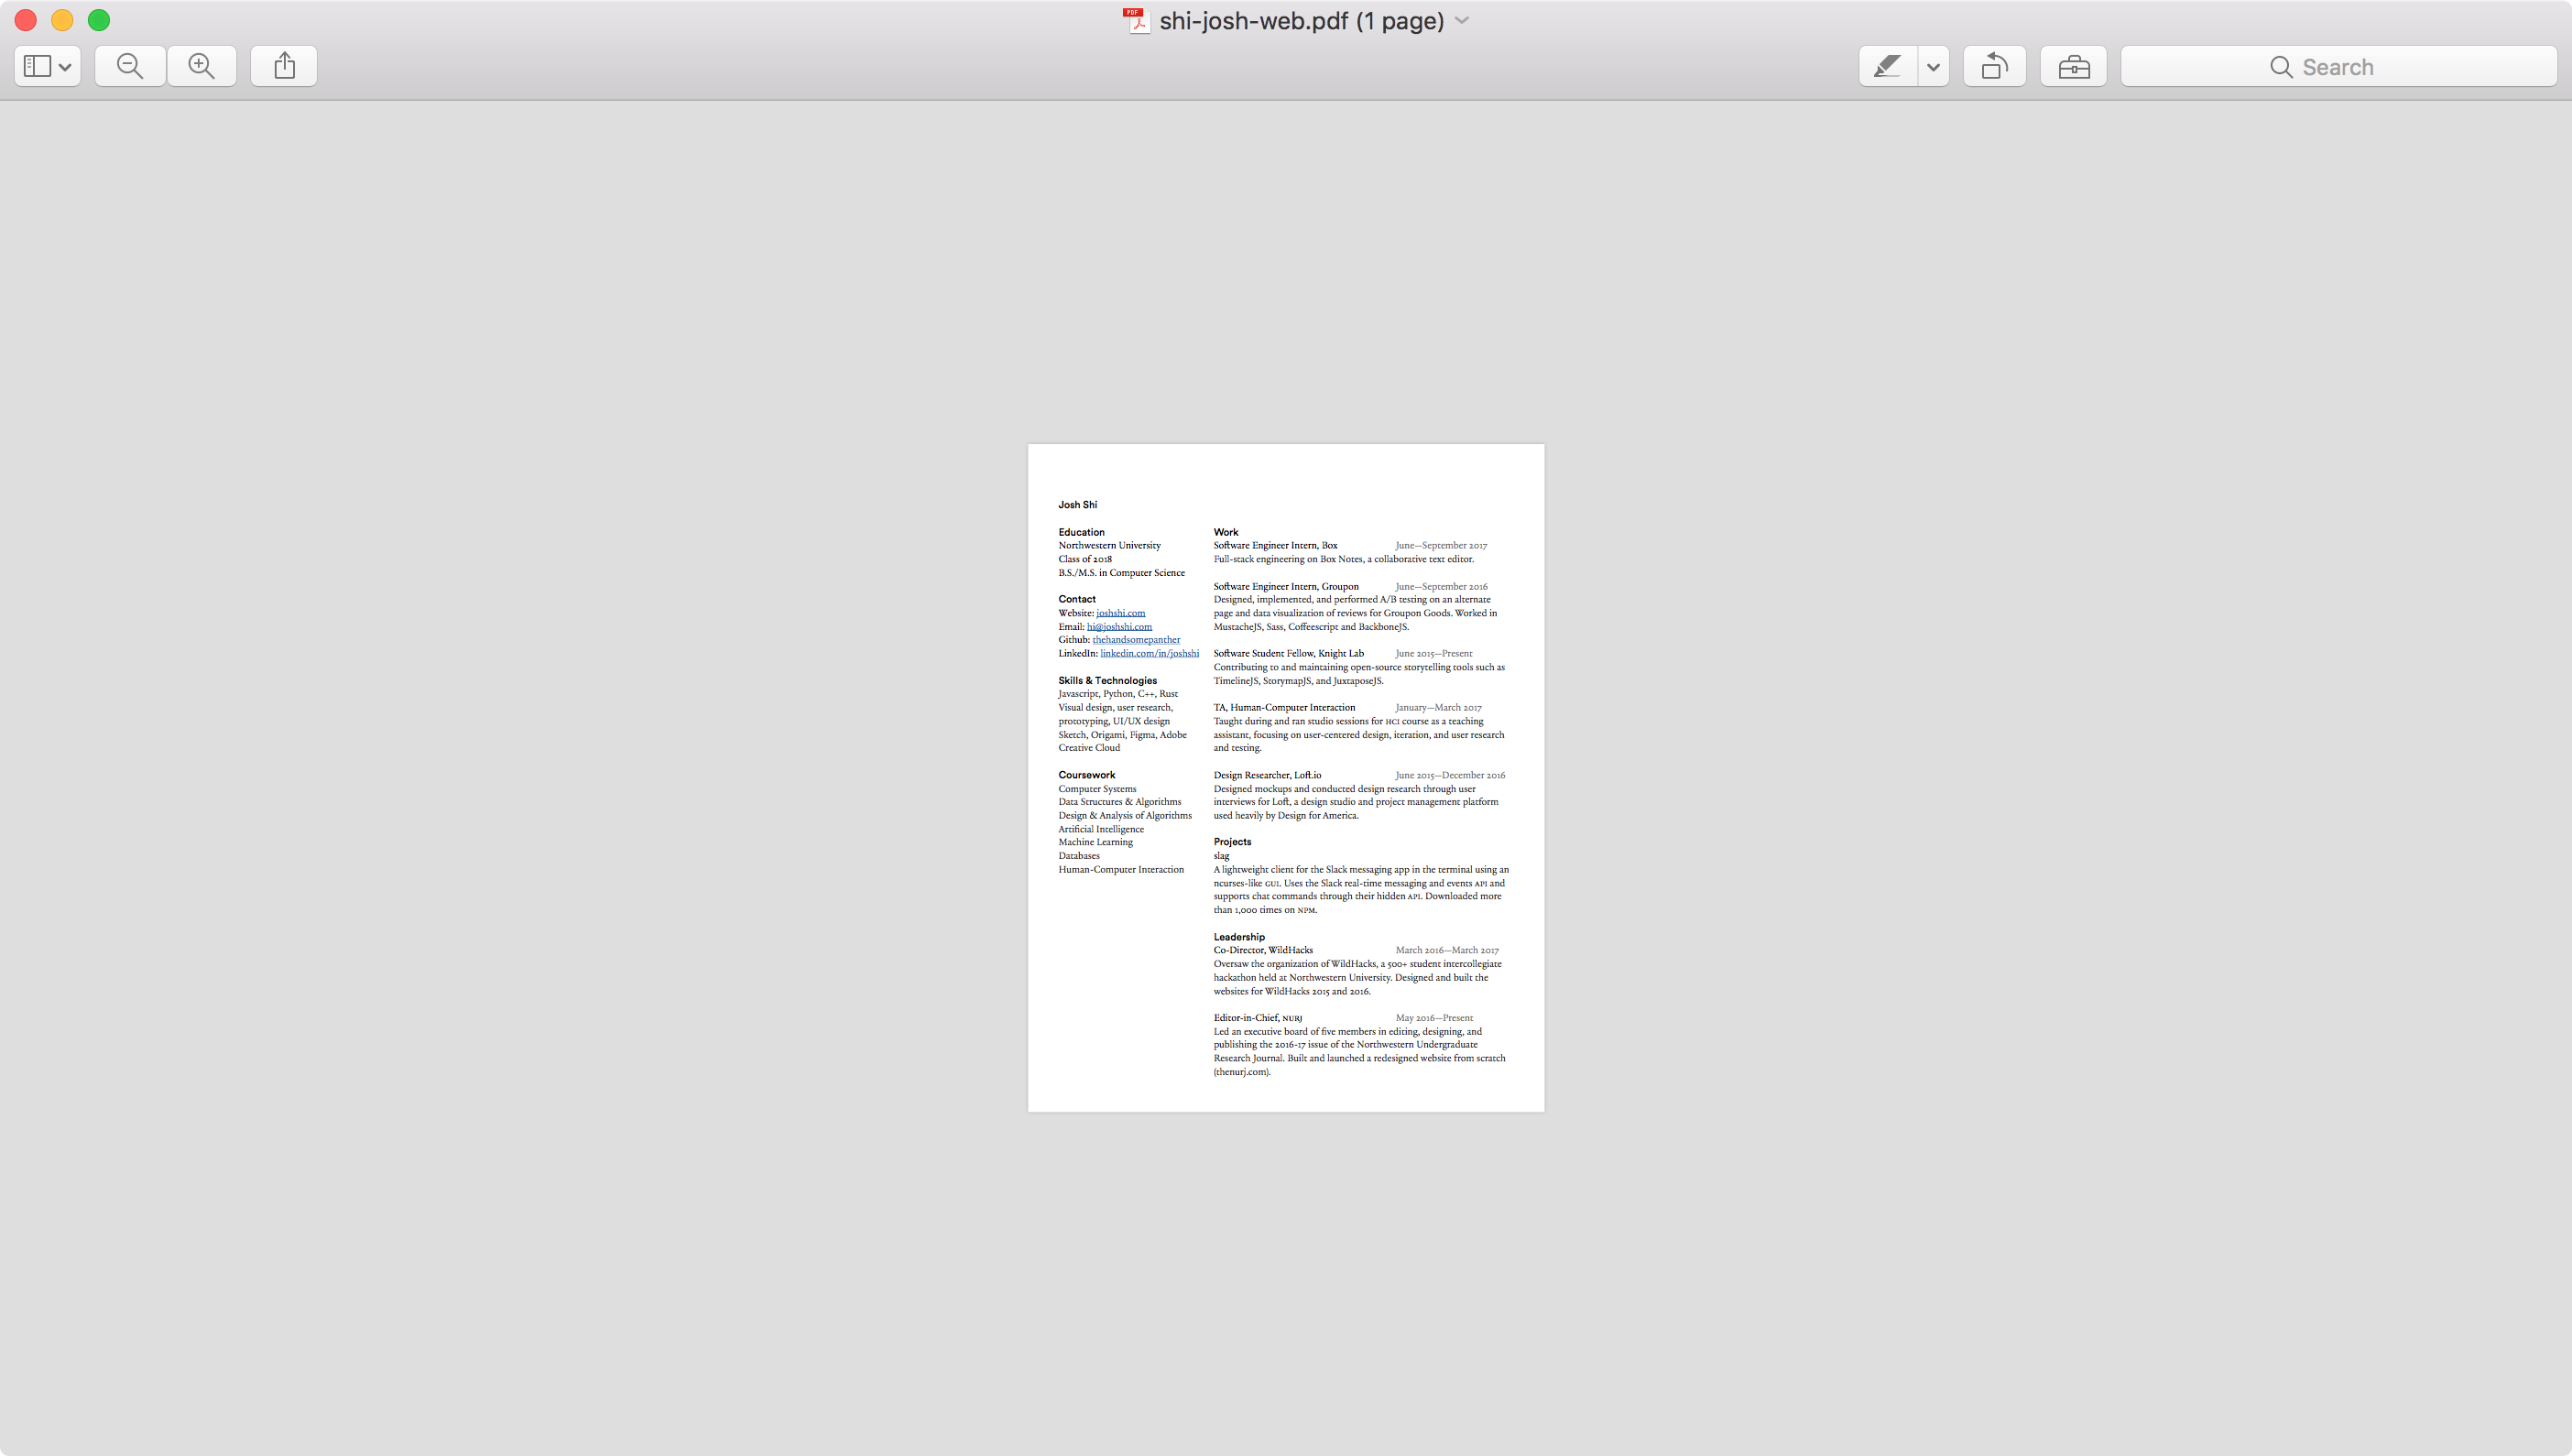 shi-josh-web.pdf (1 page)
Search
Josh Shi
Education
Northwestern University
Class of 2018
B.S./M.S. in Computer Science
Contact
Website: joshshi.com
Email: hi@joshshi.com
Github: thehandsomepanther
LinkedIn: linkedin.com/in/joshshi
Skills & Technologies
Javascript, Python, C++, Rust
Visual design, user research,
prototyping, UI/UX design
Sketch, Origami, Figma, Adobe
Creative Cloud
Coursework
Computer Systems
Data Structures & Algorithms
Design & Analysis of Algorithms
Artificial Intelligence
Machine Learning
Databases
Human-Computer Interaction
Work
Software Engineer Intern, Box June—September 2017
Full-stack engineering on Box Notes, a collaborative text editor.
Software Engineer Intern, Groupon June—September 2016
Designed, implemented, and performed A/B testing on an alternate
page and data visualization of reviews for Groupon Goods. Worked in
MustacheJS, Sass, Coffeescript and BackboneJS.
Software Student Fellow, Knight Lab June 2015—Present
Contributing to and maintaining open-source storytelling tools such as
TimelineJS, StorymapJS, and JuxtaposeJS.
TA, Human-Computer Interaction January—March 2017
Taught during and ran studio sessions for HCI course as a teaching
assistant, focusing on user-centered design, iteration, and user research
and testing.
Design Researcher, Loft.io June 2015—December 2016
Designed mockups and conducted design research through user
interviews for Loft, a design studio and project management platform
used heavily by Design for America.
Projects
slag
A lightweight client for the Slack messaging app in the terminal using an
ncurses-like GUI. Uses the Slack real-time messaging and events API and
supports chat commands through their hidden API. Downloaded more
than 1,000 times on NPM.
Leadership
Co-Director, WildHacks March 2016—March 2017
Oversaw the organization of WildHacks, a 500+ student intercollegiate
hackathon held at Northwestern University. Designed and built the
websites for WildHacks 2015 and 2016.
Editor-in-Chief, NURJ May 2016—Present
Led an executive board of five members in editing, designing, and
publishing the 2016-17 issue of the Northwestern Undergraduate
Research Journal. Built and launched a redesigned website from scratch
(thenurj.com).